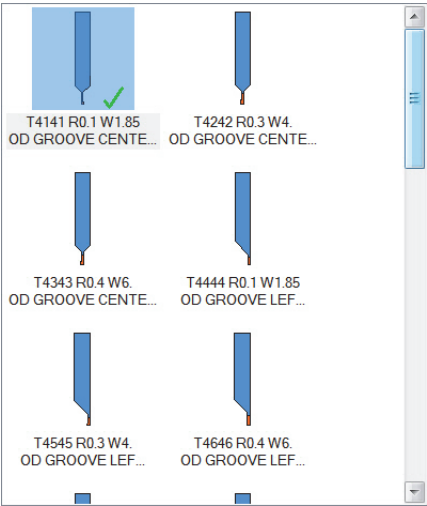 T4141 R0.1 W1.85
OD GROOVE CENTE...
T4242 R0.3 W4.
OD GROOVE CENTE...
T4343 R0.4 W6.
OD GROOVE CENTE...
T4444 R0.1 W1.85
OD GROOVE LEF...
T4545 R0.3 W4.
OD GROOVE LEF...
T4646 R0.4 W6.
OD GROOVE LEF...